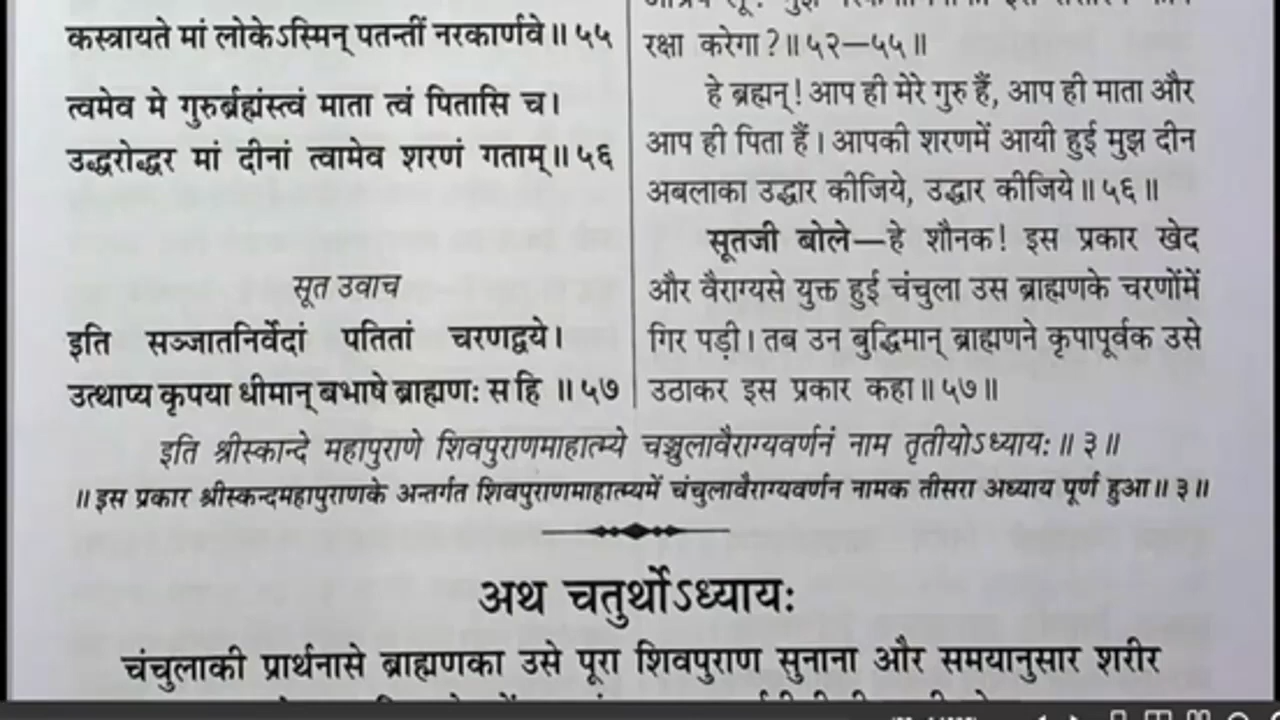 कस्त्रायते मां लोकेऽस्मिन् पतन्तीं नरकार्णवे॥ ५५
त्वमेव मे गुरुर्ब्रह्मंस्त्वं माता त्वं पितासि च।
उद्धरोद्धर मां दीनां त्वामेव शरणं गताम्॥ ५६
सूत उवाच
इति सञ्जातनिर्वेदां पतितां चरणद्वये।
उत्थाप्य कृपया धीमान् बभाषे ब्राह्मणः स हि ॥ ५७
रक्षा करेगा?॥ ५२—५५॥
हे ब्रह्मन्! आप ही मेरे गुरु हैं, आप ही माता और
आप ही पिता हैं। आपकी शरणमें आयी हुई मुझ दीन
अबलाका उद्धार कीजिये, उद्धार कीजिये॥ ५६॥
सूतजी बोले—हे शौनक! इस प्रकार खेद
और वैराग्यसे युक्त हुई चंचुला उस ब्राह्मणके चरणोंमें
गिर पड़ी। तब उन बुद्धिमान् ब्राह्मणने कृपापूर्वक उसे
उठाकर इस प्रकार कहा॥ ५७॥
इति श्रीस्कान्दे महापुराणे शिवपुराणमाहात्म्ये चञ्चुलावैराग्यवर्णनं नाम तृतीयोऽध्यायः॥ ३॥
॥ इस प्रकार श्रीस्कन्दमहापुराणके अन्तर्गत शिवपुराणमाहात्म्यमें चंचुलावैराग्यवर्णन नामक तीसरा अध्याय पूर्ण हुआ॥ ३॥
अथ चतुर्थोऽध्यायः
चंचुलाकी प्रार्थनासे ब्राह्मणका उसे पूरा शिवपुराण सुनाना और समयानुसार शरीर